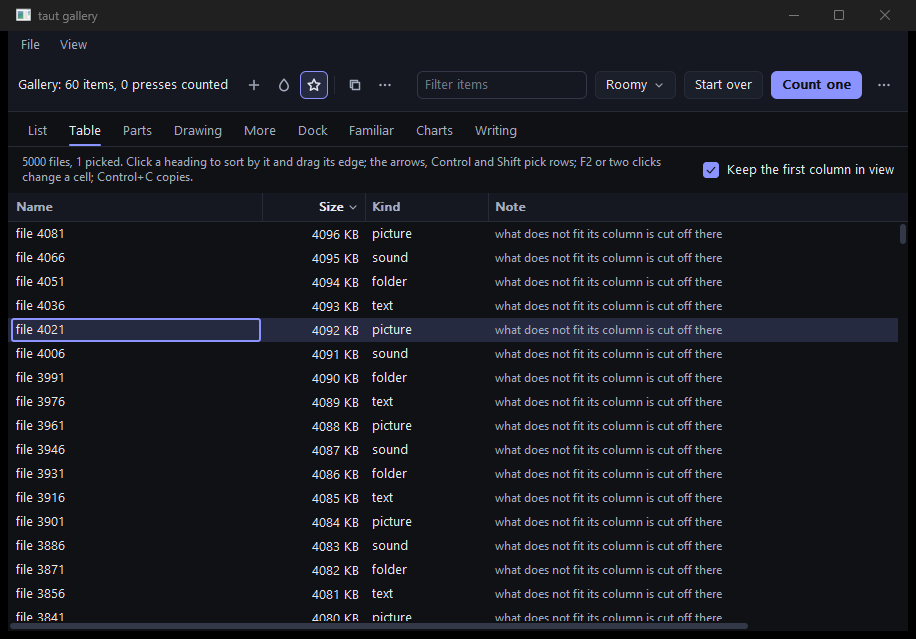 taut gallery
File View
Gallery: 60 items, 0 presses counted Filter items Roomy Start over Count one
List Table Parts Drawing More Dock Familiar Charts Writing
5000 files, 1 picked. Click a heading to sort by it and drag its edge; the arrows, Control and Shift pick rows; F2 or two clicks
change a cell; Control+C copies.
Keep the first column in view
Name Size Kind Note
file 4081 4096 KB picture what does not fit its column is cut off there
file 4066 4095 KB sound what does not fit its column is cut off there
file 4051 4094 KB folder what does not fit its column is cut off there
file 4036 4093 KB text what does not fit its column is cut off there
file 4021 4092 KB picture what does not fit its column is cut off there
file 4006 4091 KB sound what does not fit its column is cut off there
file 3991 4090 KB folder what does not fit its column is cut off there
file 3976 4089 KB text what does not fit its column is cut off there
file 3961 4088 KB picture what does not fit its column is cut off there
file 3946 4087 KB sound what does not fit its column is cut off there
file 3931 4086 KB folder what does not fit its column is cut off there
file 3916 4085 KB text what does not fit its column is cut off there
file 3901 4084 KB picture what does not fit its column is cut off there
file 3886 4083 KB sound what does not fit its column is cut off there
file 3871 4082 KB folder what does not fit its column is cut off there
file 3856 4081 KB text what does not fit its column is cut off there
file 3841 4080 KB picture what does not fit its column is cut off there